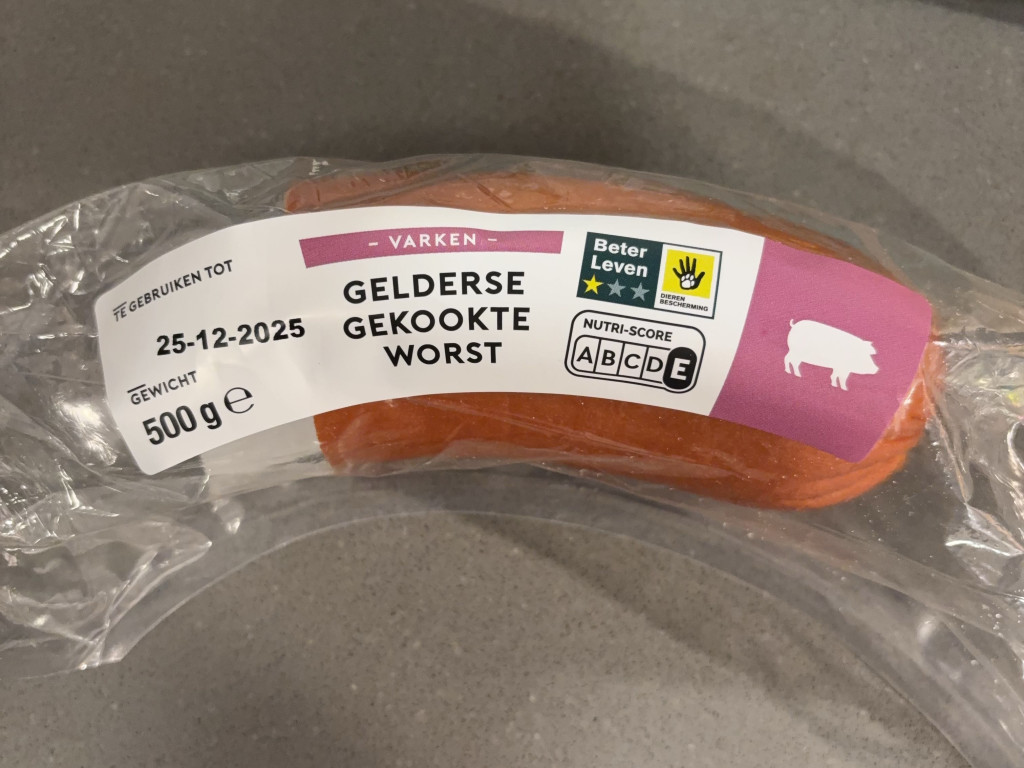 TE GEBRUIKEN TOT
25-12-2025
GEWICHT
500 g ℮
- VARKEN -
GELDERSE
GEKOOKTE
WORST
Beter
Leven
DIEREN
BESCHERMING
NUTRI-SCORE
A B C D E